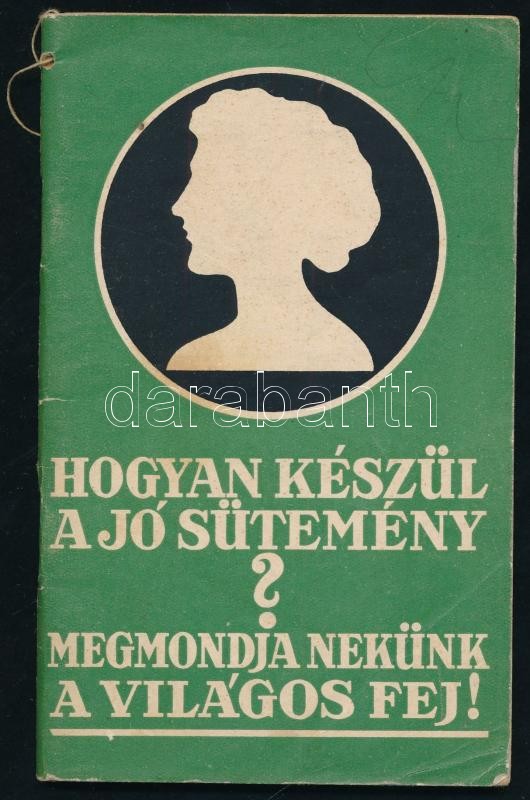 darabanth
HOGYAN KÉSZÜL
A JÓ SÜTEMÉNY
?
MEGMONDJA NEKÜNK
A VILÁGOS FEJ!